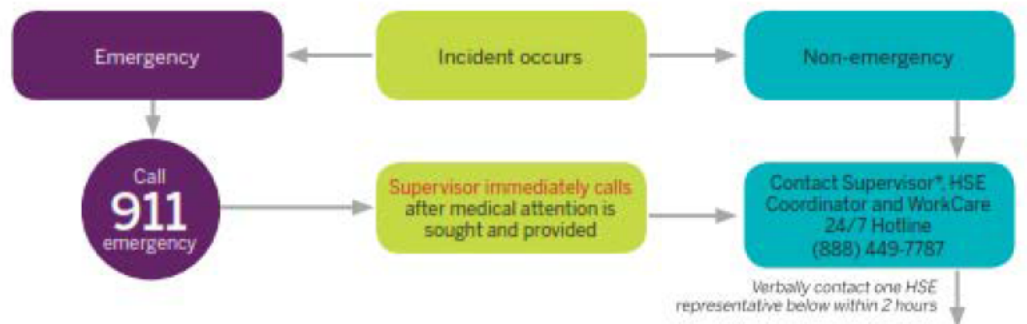 Emergency
Incident occurs
Non-emergency
Call
911
emergency
Supervisor immediately calls
after medical attention is
sought and provided
Contact Supervisor*, HSE
Coordinator and WorkCare
24/7 Hotline
(888) 449-7787
Verbally contact one HSE
representative below within 2 hours